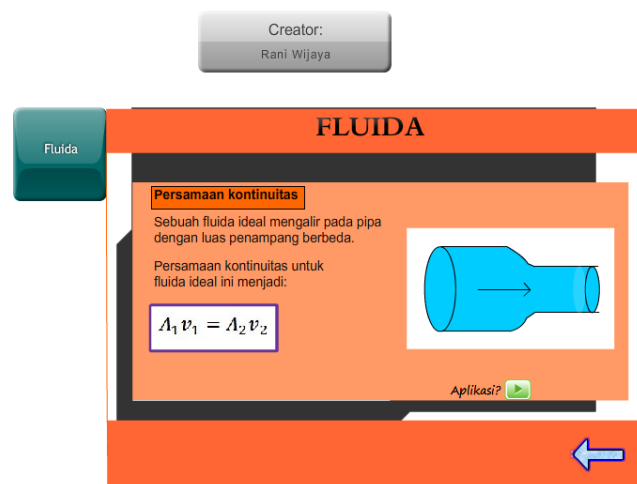 Creator:
Rani Wijaya
Fluida
FLUIDA
Persamaan kontinuitas
Sebuah fluida ideal mengalir pada pipa
dengan luas penampang berbeda.
Persamaan kontinuitas untuk
fluida ideal ini menjadi:
A₁v₁ = A₂v₂
Aplikasi?